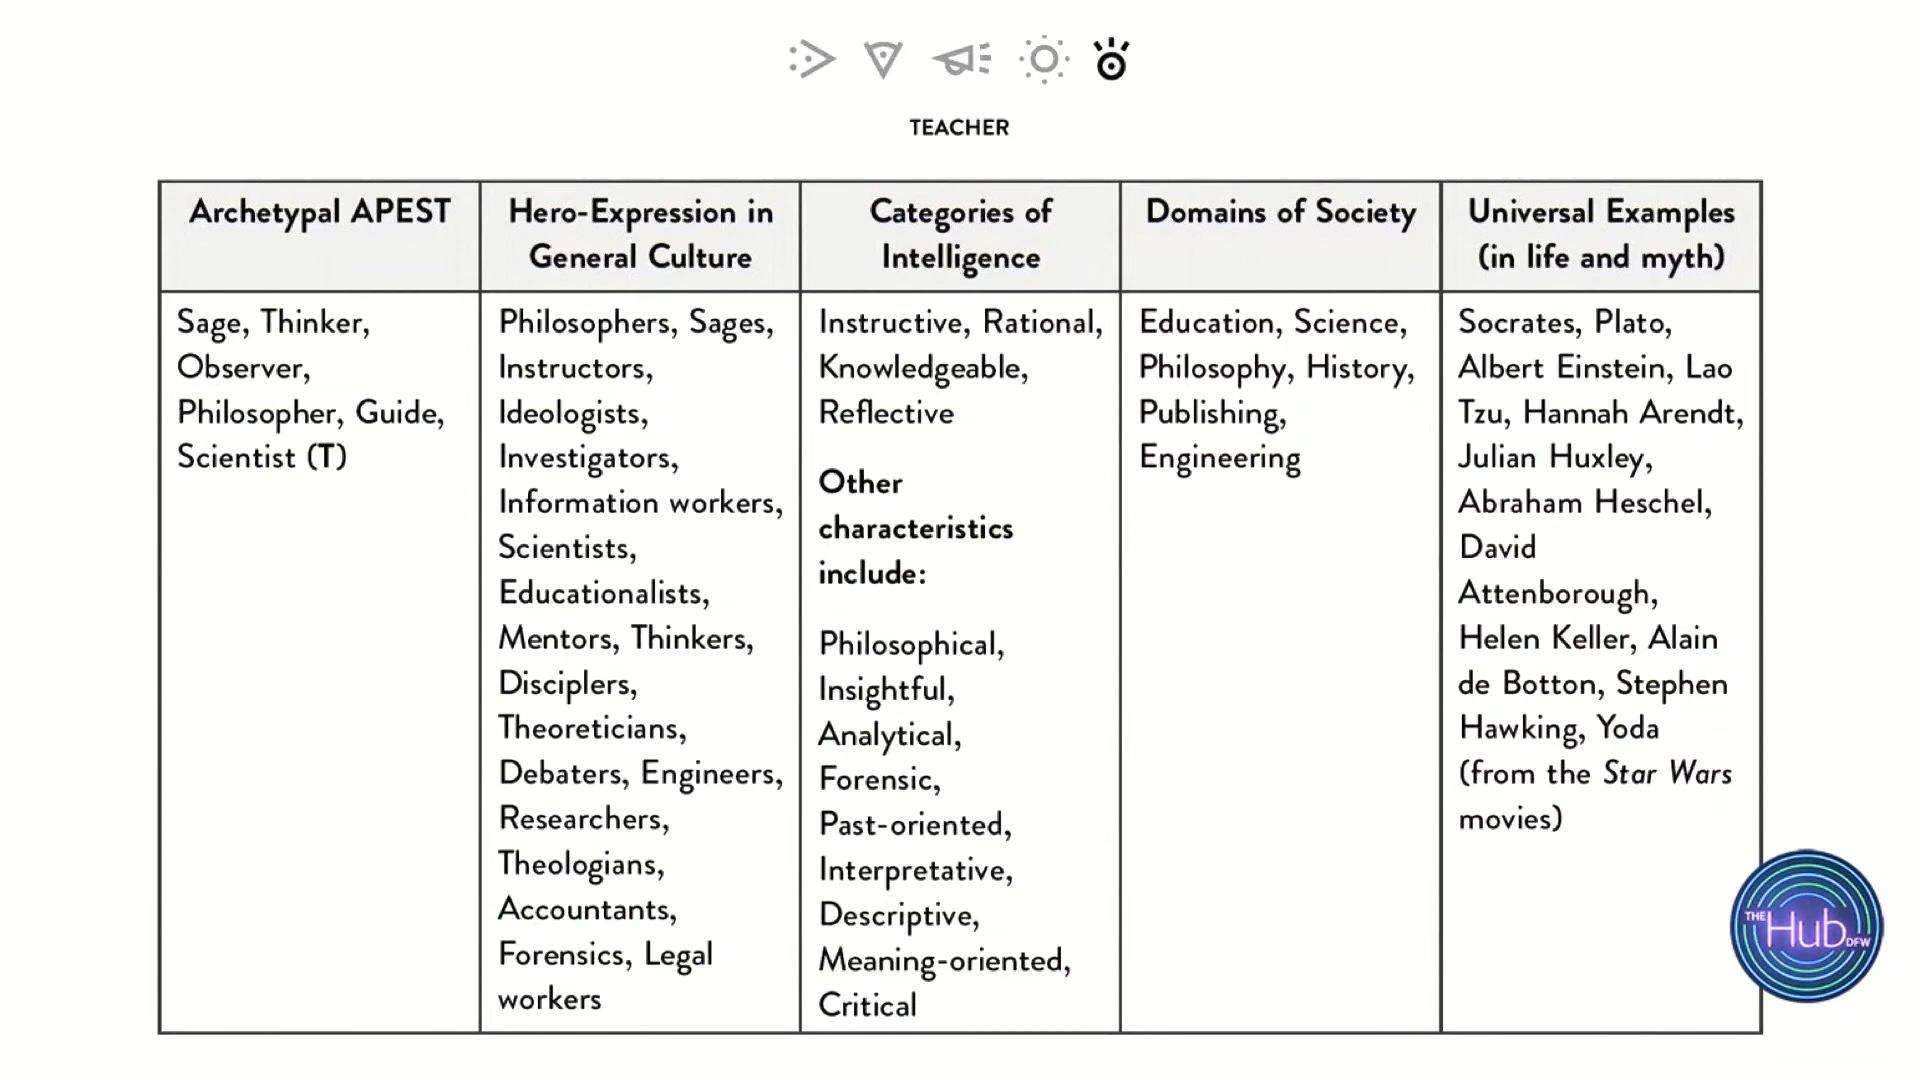 TEACHER
Archetypal APEST
Hero-Expression in
General Culture
Categories of
Intelligence
Domains of Society
Universal Examples
(in life and myth)
Sage, Thinker,
Observer,
Philosopher, Guide,
Scientist (T)
Philosophers, Sages,
Instructors,
Ideologists,
Investigators,
Information workers,
Scientists,
Educationalists,
Mentors, Thinkers,
Disciplers,
Theoreticians,
Debaters, Engineers,
Researchers,
Theologians,
Accountants,
Forensics, Legal
workers
Instructive, Rational,
Knowledgeable,
Reflective
Other
characteristics
include:
Philosophical,
Insightful,
Analytical,
Forensic,
Past-oriented,
Interpretative,
Descriptive,
Meaning-oriented,
Critical
Education, Science,
Philosophy, History,
Publishing,
Engineering
Socrates, Plato,
Albert Einstein, Lao
Tzu, Hannah Arendt,
Julian Huxley,
Abraham Heschel,
David
Attenborough,
Helen Keller, Alain
de Botton, Stephen
Hawking, Yoda
(from the Star Wars
movies)
THE Hub DFW